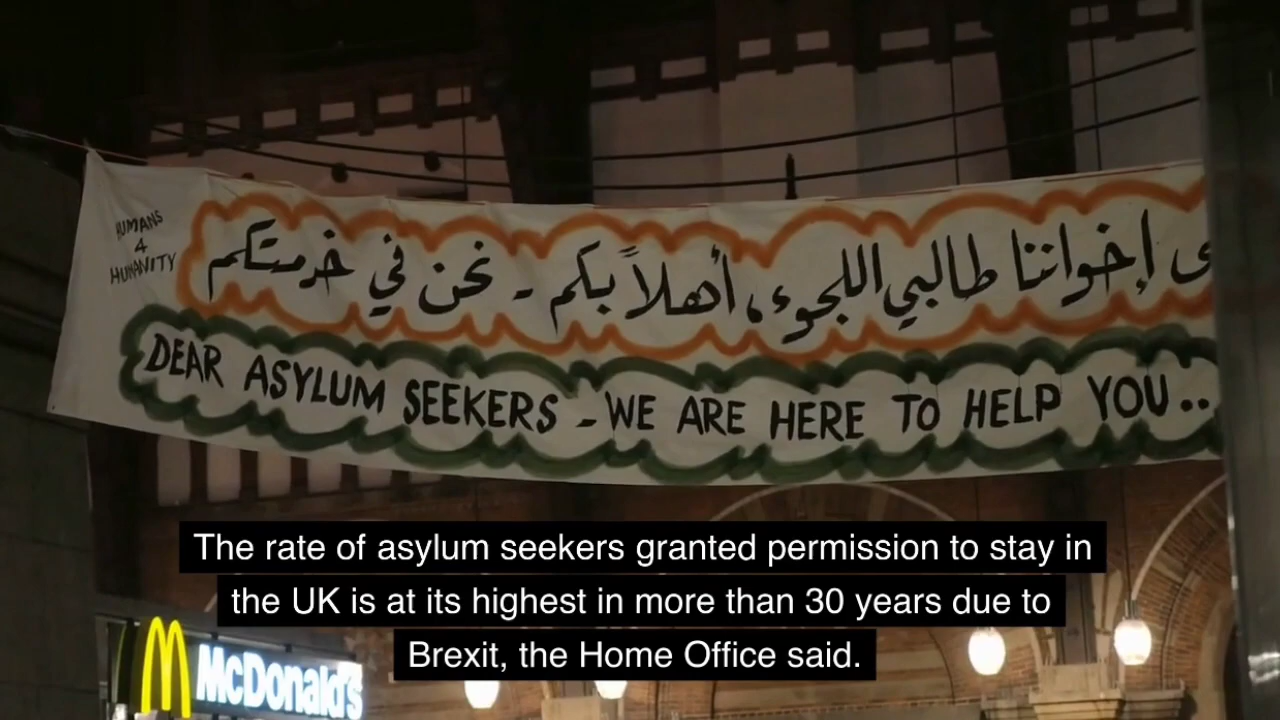 HUMANS
4
HUMANITY
إخواننا طالبي اللجوء، أهلاً بكم - نحن في خدمتكم
DEAR ASYLUM SEEKERS - WE ARE HERE TO HELP YOU..
The rate of asylum seekers granted permission to stay in
the UK is at its highest in more than 30 years due to
Brexit, the Home Office said.
McDonald's